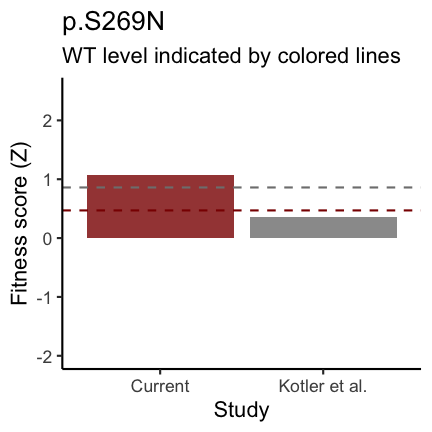 p.S269N
WT level indicated by colored lines
Fitness score (Z)
2
1
0
-1
-2
Current
Kotler et al.
Study